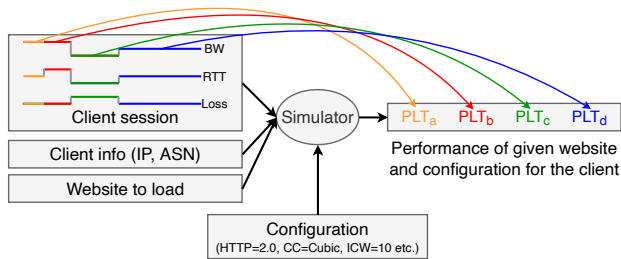 BW
RTT
Loss
Client session
Client info (IP, ASN)
Website to load
Simulator
PLTa PLTb PLTc PLTd
Performance of given website
and configuration for the client
Configuration
(HTTP=2.0, CC=Cubic, ICW=10 etc.)